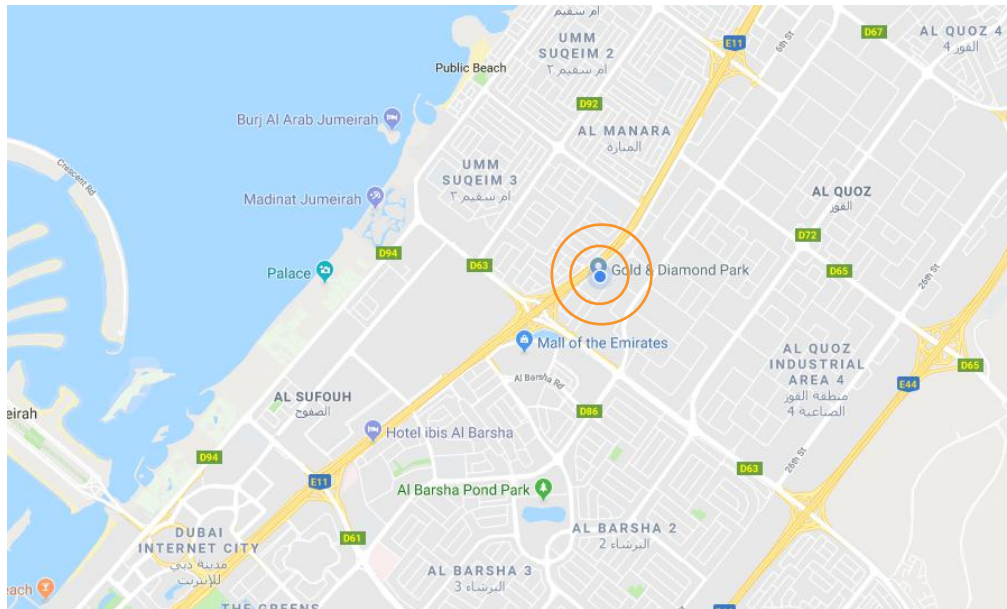 ام سقيم
UMM
SUQEIM 2
ام سقيم ٢
Public Beach
E11
6th St
D67
AL QUOZ 4
القوز 4
D92
Burj Al Arab Jumeirah
AL MANARA
المنارة
UMM
SUQEIM 3
ام سقيم ٣
Crescent Rd
Madinat Jumeirah
AL QUOZ
القوز
D94
D63
D72
D65
26th St
Palace
Gold & Diamond Park
Mall of the Emirates
AL QUOZ
INDUSTRIAL
AREA 4
منطقة القوز
الصناعية 4
D65
E44
Al Barsha Rd
AL SUFOUH
الصفوح
D86
eirah
Hotel ibis Al Barsha
D94
D63
26th St
E11
Al Barsha Pond Park
DUBAI
INTERNET CITY
مدينة دبي
للإنترنت
D61
AL BARSHA 2
البرشاء 2
AL BARSHA 3
البرشاء 3
each
THE GREENS